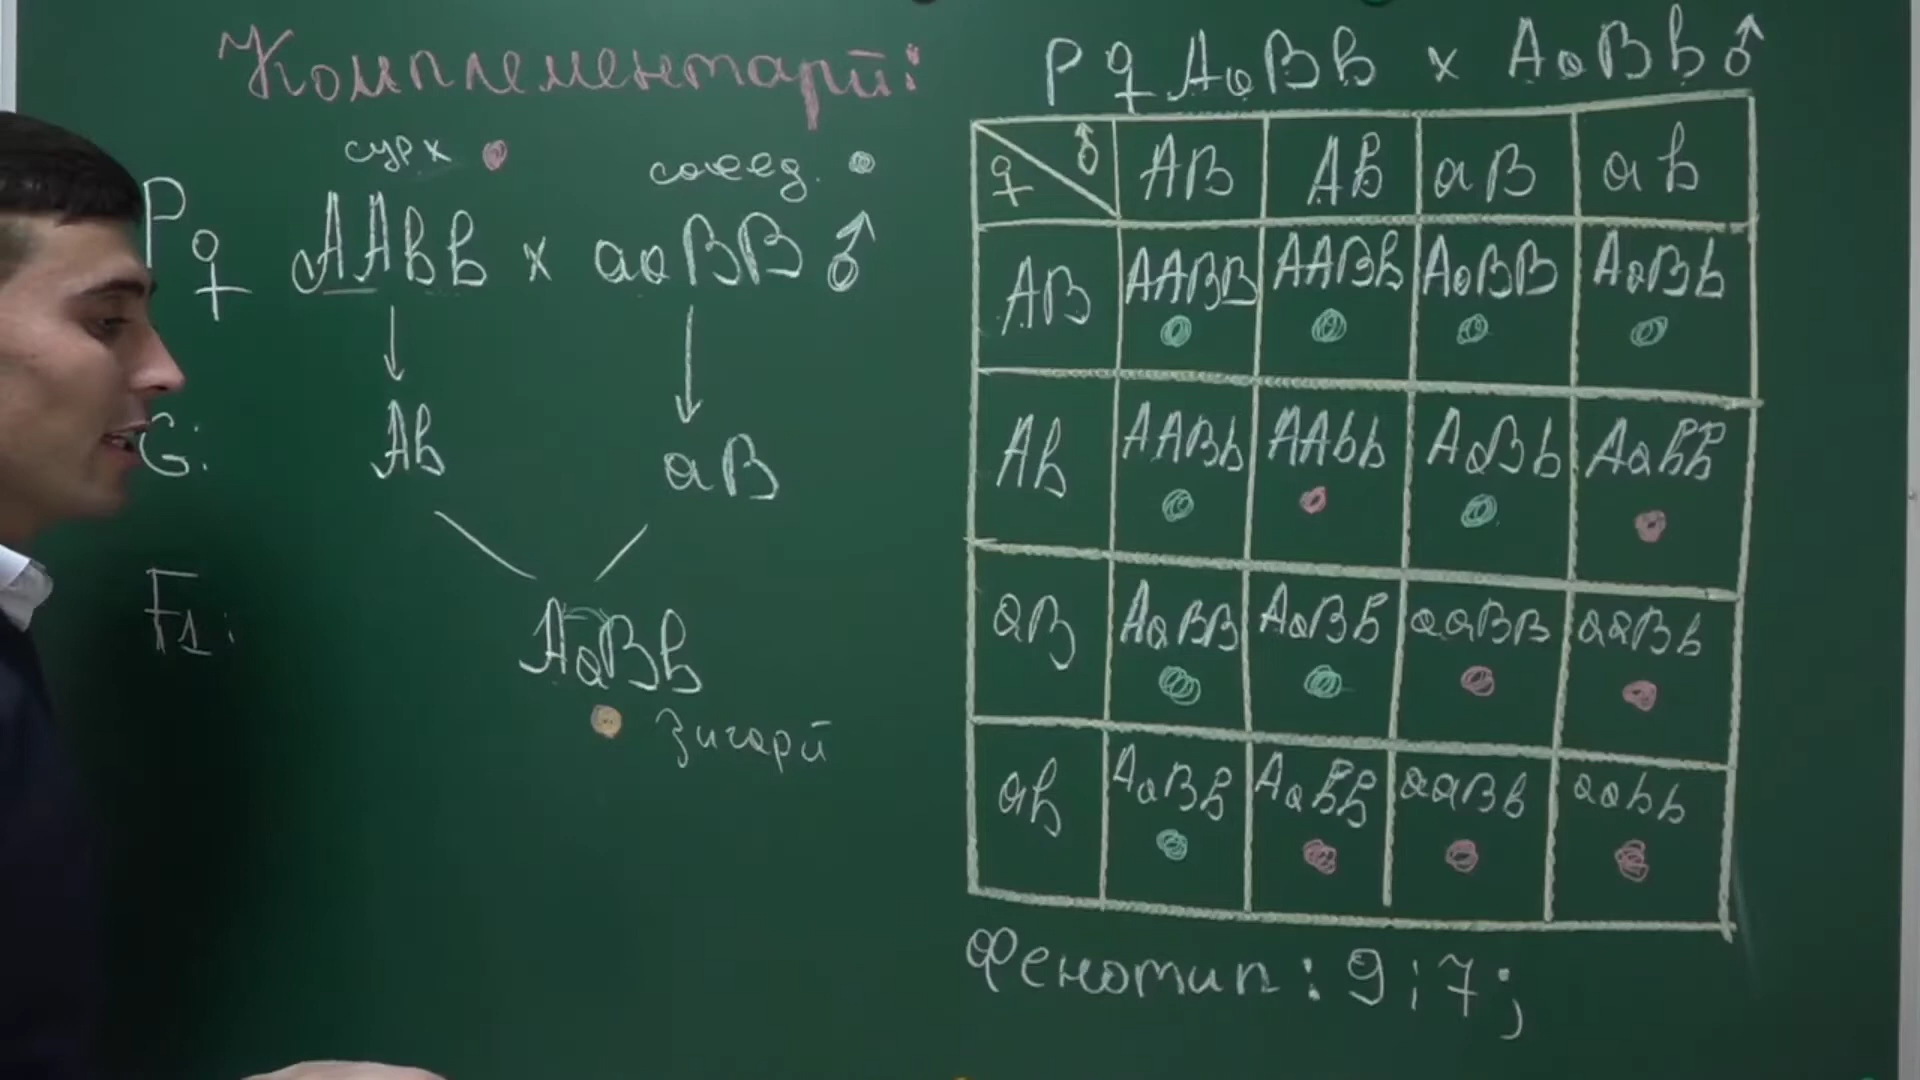 Комплементарӣ:
сурх сафед.
P ♀ AAbb x aaBB ♂
G: Ab aB
F1: AaBb
Зигарӣ
P ♀ AaBb x AaBb ♂
♀ ♂ AB Ab aB ab
AB AABB AABb AaBB AaBb
Ab AABb AAbb AaBb Aabb
aB AaBB AaBb aaBB aaBb
ab AaBb Aabb aaBb aabb
Фенотип: 9:7;